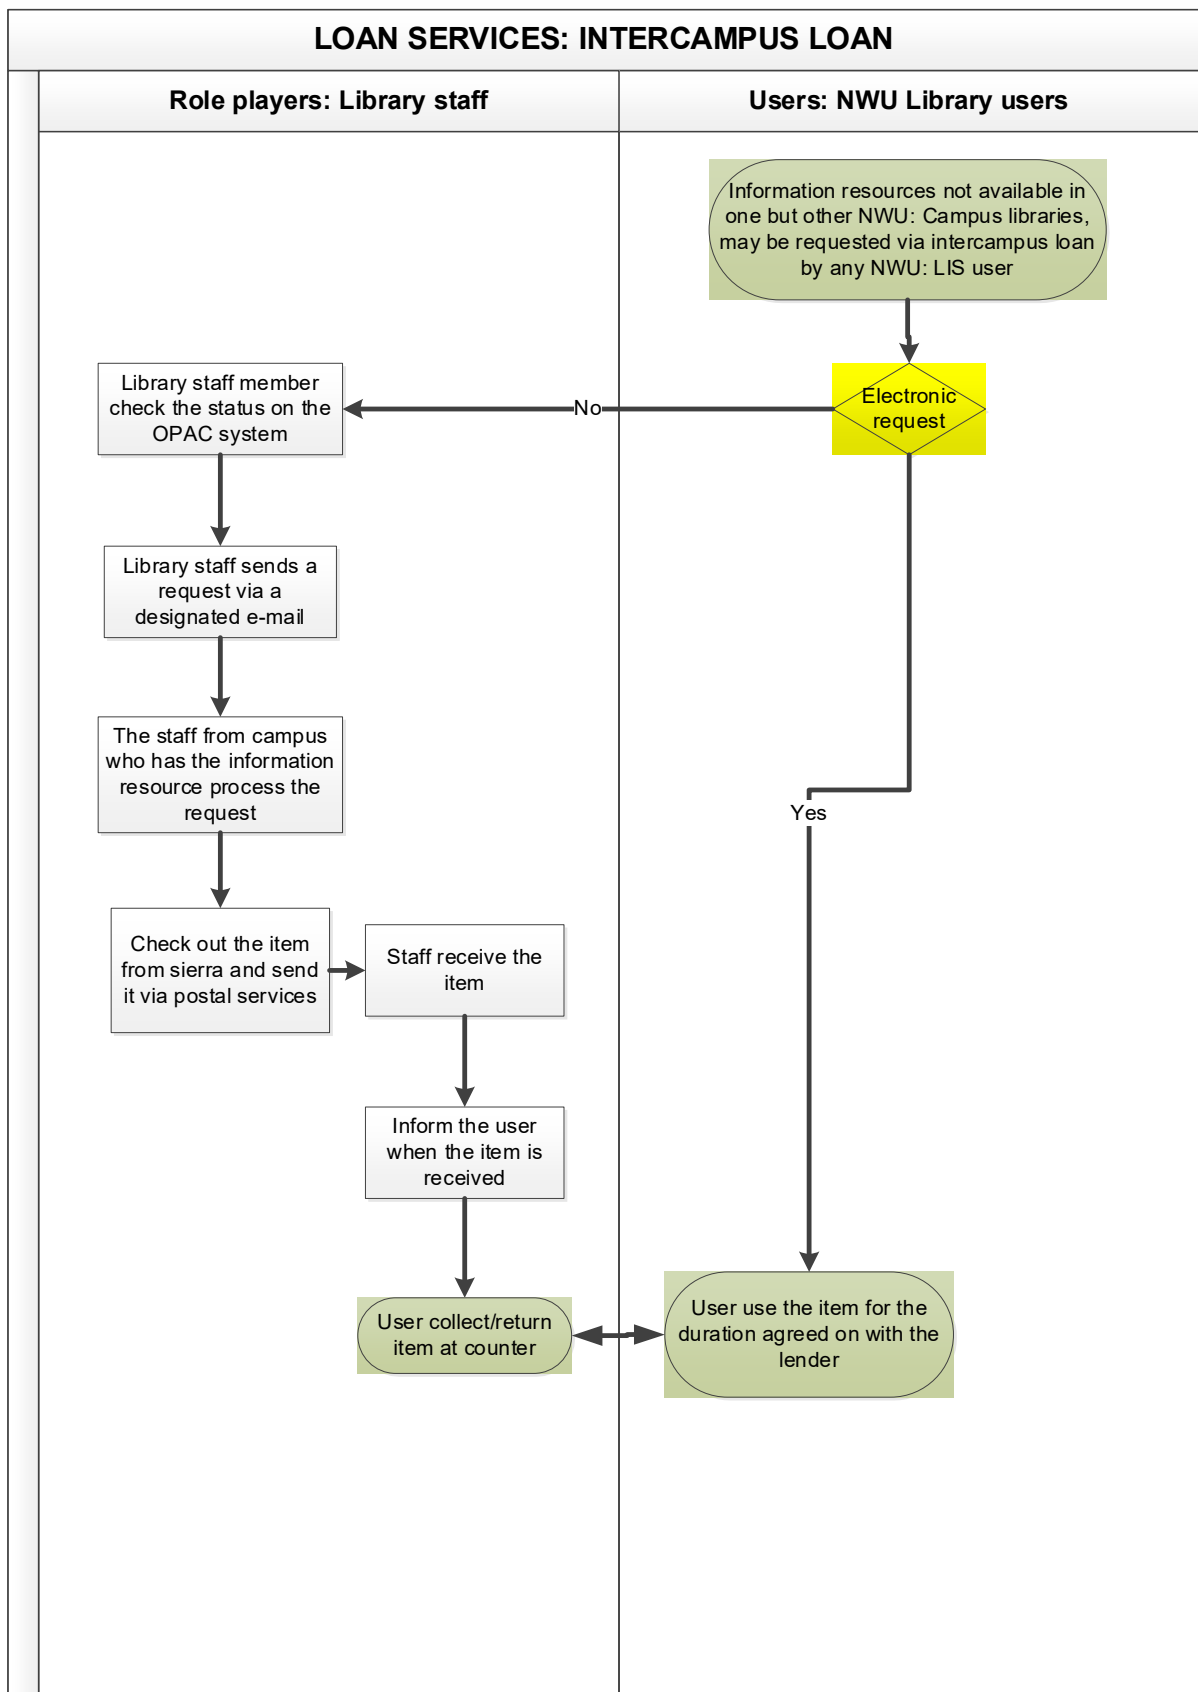 LOAN SERVICES: INTERCAMPUS LOAN
Role players: Library staff
Users: NWU Library users
Information resources not available in
one but other NWU: Campus libraries,
may be requested via intercampus loan
by any NWU: LIS user
Electronic
request
No
Library staff member
check the status on the
OPAC system
Library staff sends a
request via a
designated e-mail
The staff from campus
who has the information
resource process the
request
Yes
Check out the item
from sierra and send
it via postal services
Staff receive the
item
Inform the user
when the item is
received
User collect/return
item at counter
User use the item for the
duration agreed on with the
lender